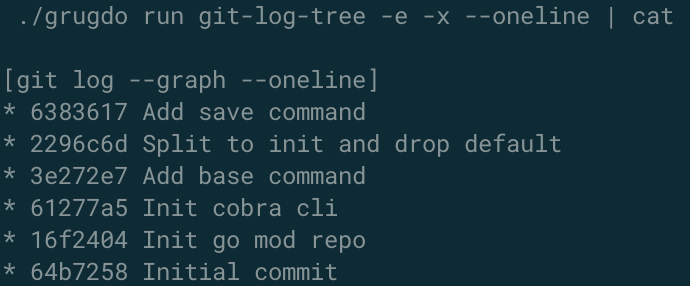 ./grugdo run git-log-tree -e -x --oneline | cat
[git log --graph --oneline]
* 6383617 Add save command
* 2296c6d Split to init and drop default
* 3e272e7 Add base command
* 61277a5 Init cobra cli
* 16f2404 Init go mod repo
* 64b7258 Initial commit